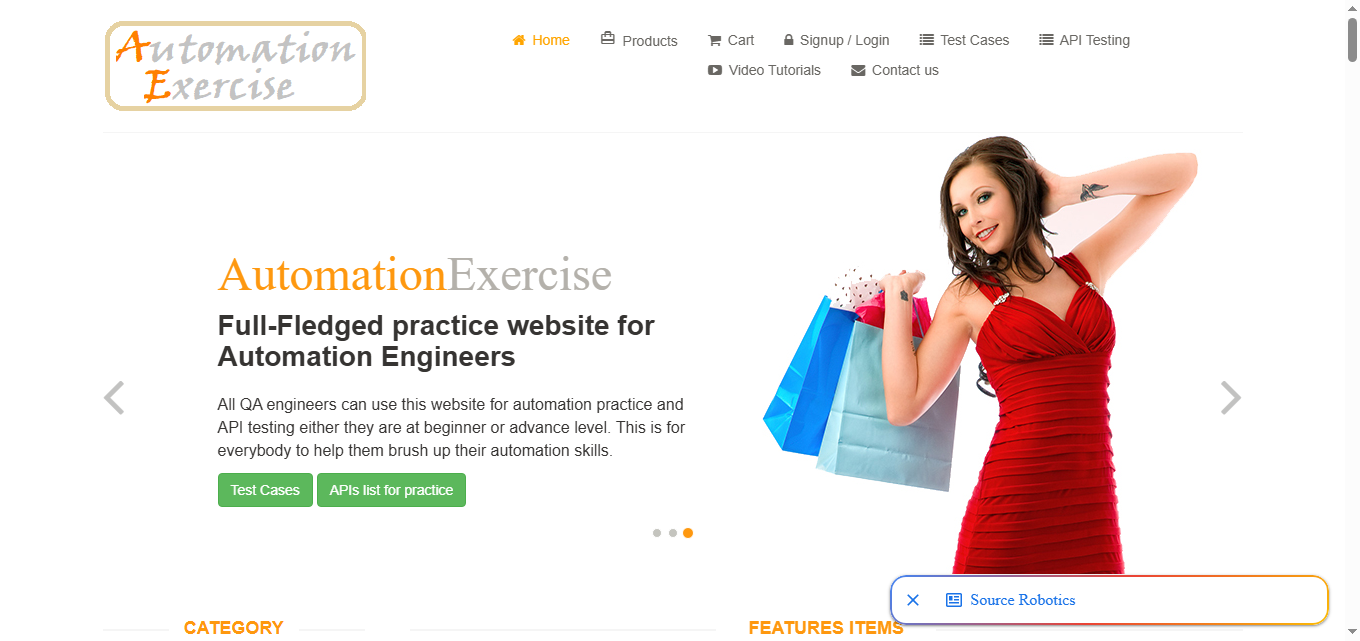 Automation
Exercise
Home
Products
Cart
Signup / Login
Test Cases
API Testing
Video Tutorials
Contact us
AutomationExercise
Full-Fledged practice website for
Automation Engineers
All QA engineers can use this website for automation practice and
API testing either they are at beginner or advance level. This is for
everybody to help them brush up their automation skills.
Test Cases
APIs list for practice
Source Robotics
CATEGORY
FEATURES ITEMS